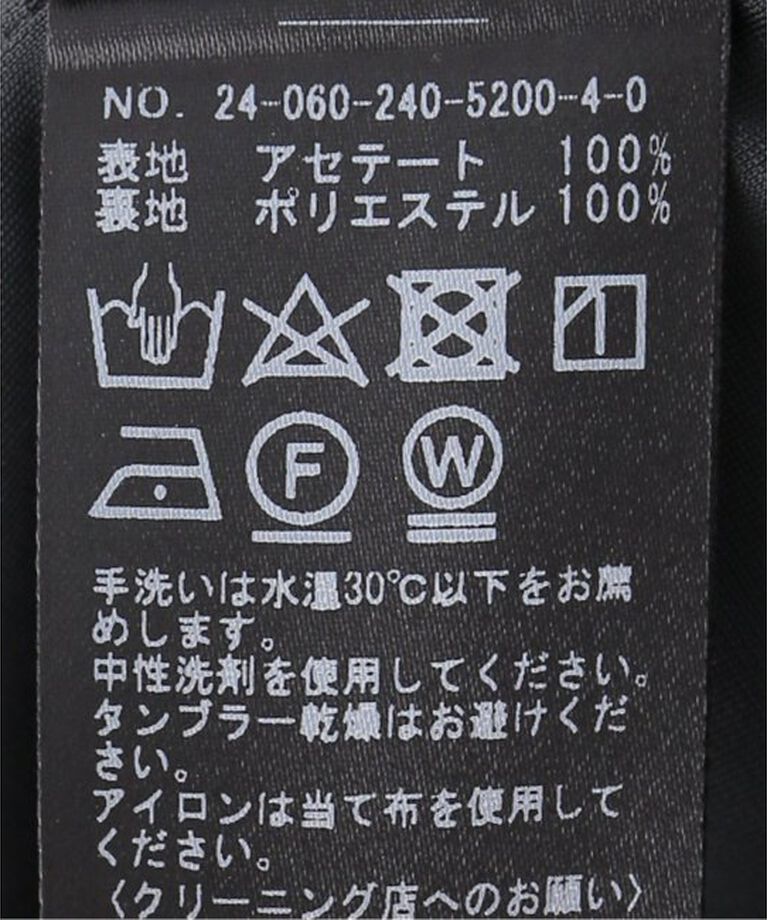 NO. 24-060-240-5200-4-0
表地 アセテート 100%
裏地 ポリエステル 100%
F
W
手洗いは水温30℃以下をお薦
めします。
中性洗剤を使用してください。
タンブラー乾燥はお避けくだ
さい。
アイロンは当て布を使用して
ください。
〈クリーニング店へのお願い〉